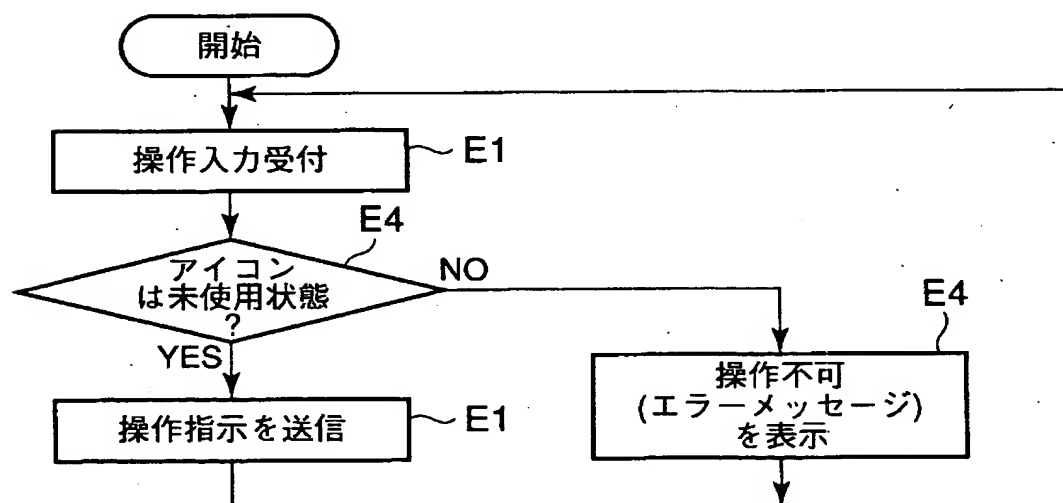 開始
操作入力受付
E1
E4
アイコン
は未使用状態
?
NO
YES
E4
操作不可
(エラーメッセージ)
を表示
操作指示を送信
E1